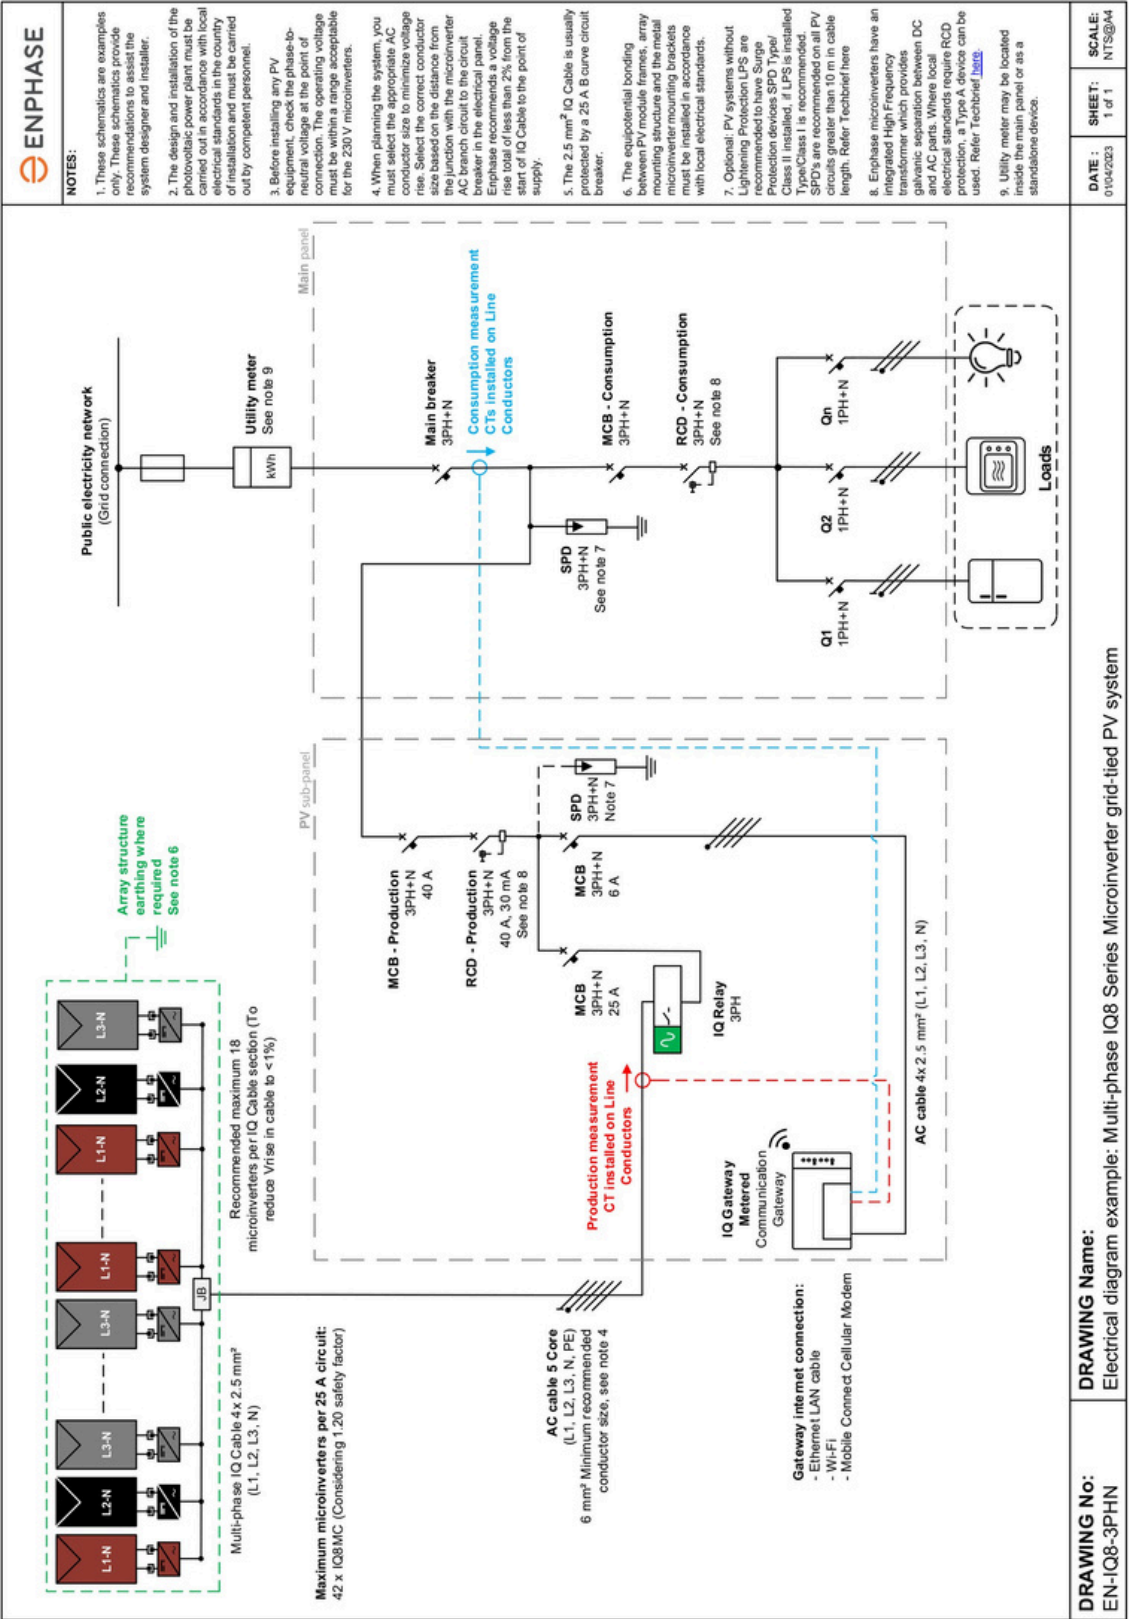 ENPHASE
NOTES:
1. These schematics are examples
only. These schematics provide
recommendations to assist the
system designer and installer.
2. The design and installation of the
photovoltaic power plant must be
carried out in accordance with local
electrical standards in the country
of installation and must be carried
out by competent personnel.
3. Before installing any PV
equipment, check the phase-to-
neutral voltage at the point of
connection. The operating voltage
must be within a range acceptable
for the 230 V microinverters.
4. When planning the system, you
must select the appropriate AC
conductor size to minimize voltage
rise. Select the correct conductor
size based on the distance from
the junction with the microinverter
AC branch circuit to the circuit
breaker in the electrical panel.
Enphase recommends a voltage
rise total of less than 2% from the
start of IQ Cable to the point of
supply.
5. The 2.5 mm² IQ Cable is usually
protected by a 25 A B curve circuit
breaker.
6. The equipotential bonding
between PV module frames, array
mounting structure and the metal
microinverter mounting brackets
must be installed in accordance
with local electrical standards.
7. Optional: PV systems without
Lightening Protection LPS are
recommended to have Surge
Protection devices SPD Type/
Class II installed, if LPS is installed
Type/Class I is recommended.
SPD's are recommended on all PV
circuits greater than 10 m in cable
length. Refer Techbrief here
8. Enphase microinverters have an
integrated High Frequency
transformer which provides
galvanic separation between DC
and AC parts. Where local
electrical standards require RCD
protection, a Type A device can be
used. Refer Techbrief here.
9. Utility meter may be located
inside the main panel or as a
standalone device.
Public electricity network
(Grid connection)
Utility meter
See note 9
kWh
Main panel
Main breaker
3PH+N
Consumption measurement
CTs installed on Line
Conductors
SPD
3PH+N
See note 7
MCB - Consumption
3PH+N
RCD - Consumption
3PH+N
See note 8
Q1
1PH+N
Q2
1PH+N
Qn
1PH+N
Loads
Array structure
earthing where
required
See note 6
L1-N
L2-N
L3-N
L3-N
L1-N
L1-N
L2-N
L3-N
JB
Multi-phase IQ Cable 4x 2.5 mm²
(L1, L2, L3, N)
Recommended maximum 18
microinverters per IQ Cable section (To
reduce Vrise in cable to <1%)
Maximum microinverters per 25 A circuit:
42 x IQ8MC (Considering 1.20 safety factor)
PV sub-panel
MCB - Production
3PH+N
40 A
RCD - Production
3PH+N
40 A, 30 mA
See note 8
SPD
3PH+N
Note 7
MCB
3PH+N
25 A
MCB
3PH+N
6 A
IQ Relay
3PH
Production measurement
CT installed on Line
Conductors
AC cable 5 Core
(L1, L2, L3, N, PE)
6 mm² Minimum recommended
conductor size, see note 4
IQ Gateway
Metered
Communication
Gateway
AC cable 4x 2.5 mm² (L1, L2, L3, N)
Gateway internet connection:
- Ethernet LAN cable
- Wi-Fi
- Mobile Connect Cellular Modem
DRAWING No:
EN-IQ8-3PHN
DRAWING Name:
Electrical diagram example: Multi-phase IQ8 Series Microinverter grid-tied PV system
DATE :
01/04/2023
SHEET:
1 of 1
SCALE:
NTS@A4